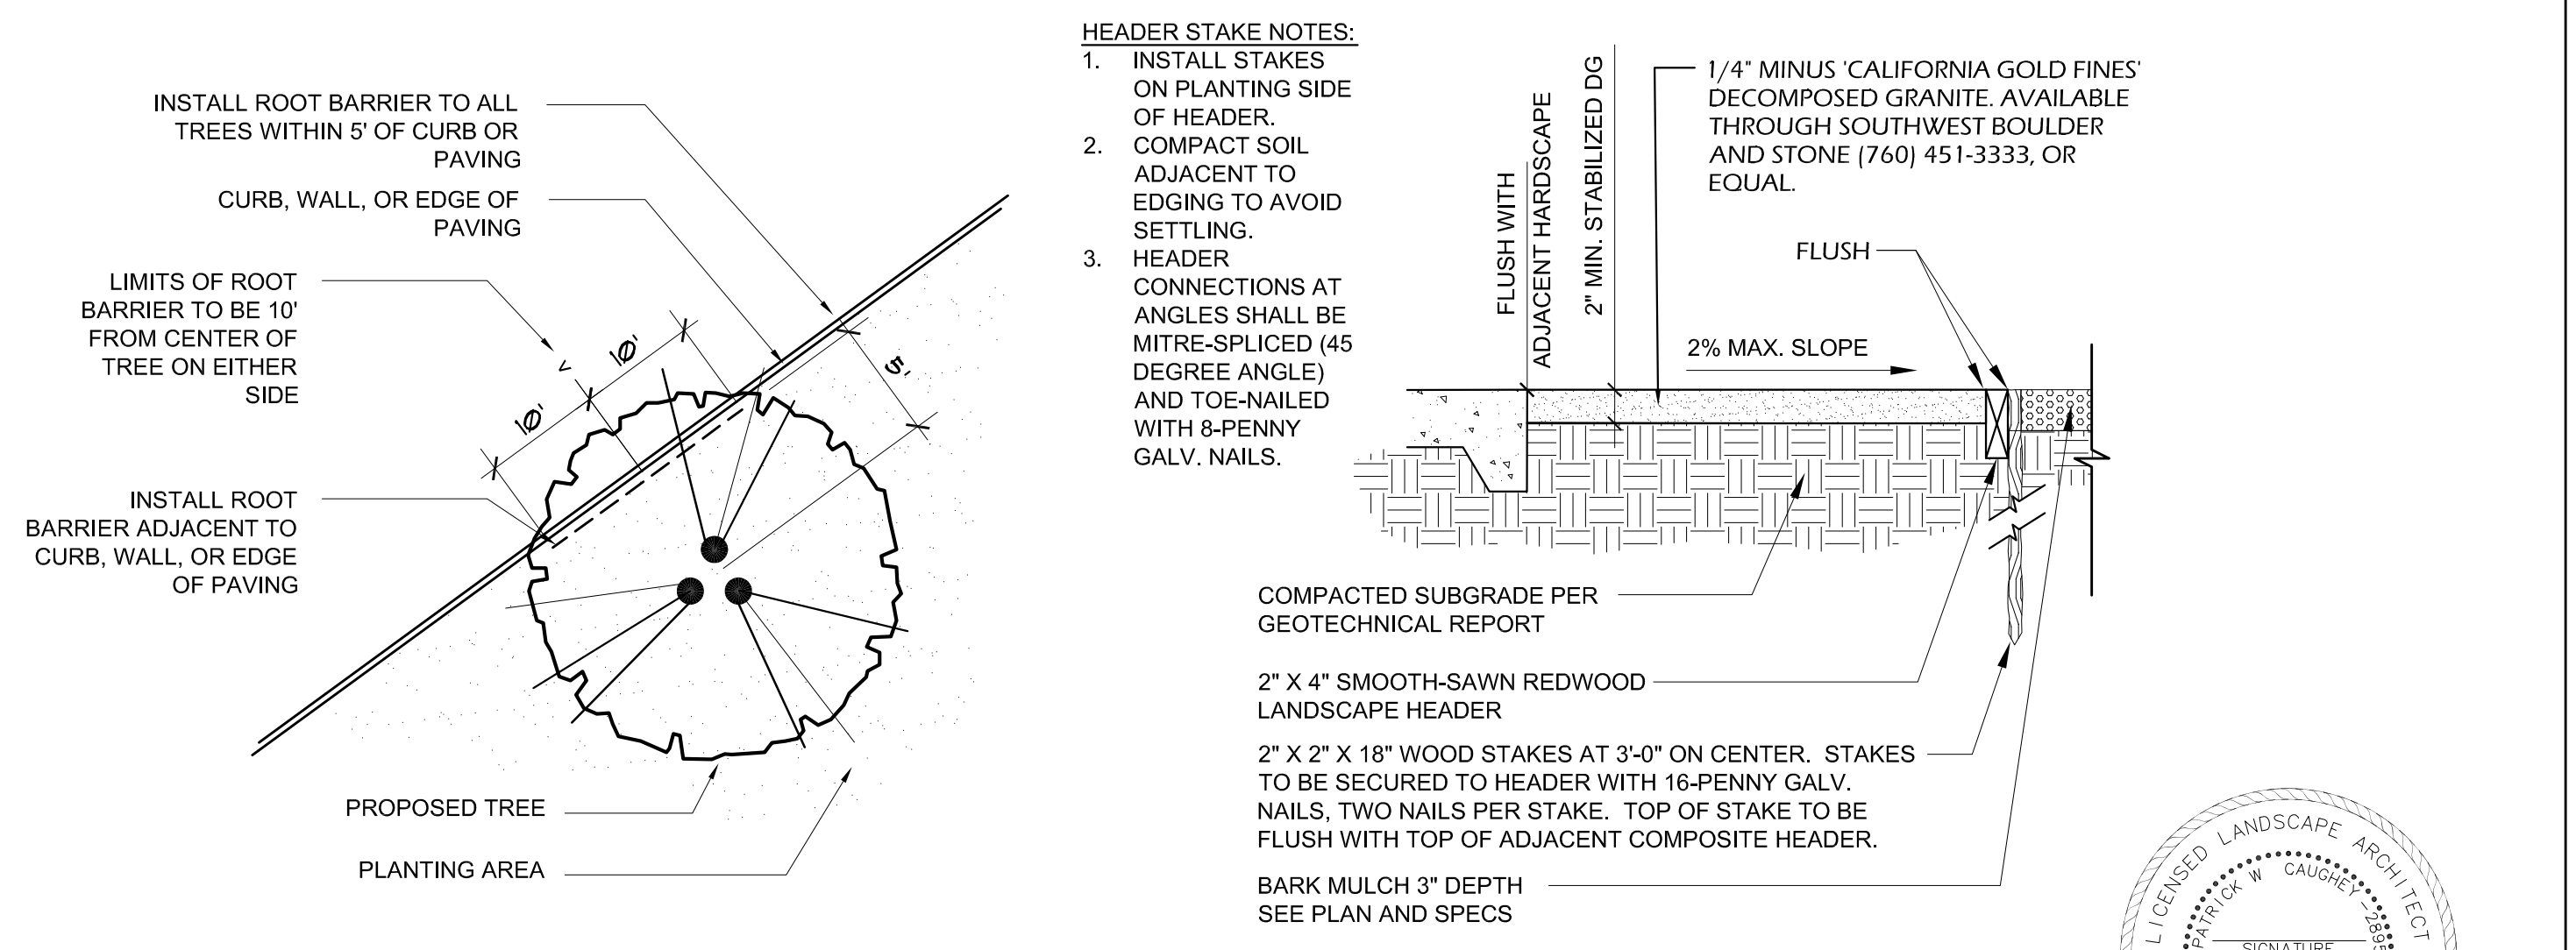 INSTALL ROOT BARRIER TO ALL
TREES WITHIN 5' OF CURB OR
PAVING
CURB, WALL, OR EDGE OF
PAVING
LIMITS OF ROOT
BARRIER TO BE 10'
FROM CENTER OF
TREE ON EITHER
SIDE
10'
10'
5'
INSTALL ROOT
BARRIER ADJACENT TO
CURB, WALL, OR EDGE
OF PAVING
PROPOSED TREE
PLANTING AREA
HEADER STAKE NOTES:
1. INSTALL STAKES
ON PLANTING SIDE
OF HEADER.
2. COMPACT SOIL
ADJACENT TO
EDGING TO AVOID
SETTLING.
3. HEADER
CONNECTIONS AT
ANGLES SHALL BE
MITRE-SPLICED (45
DEGREE ANGLE)
AND TOE-NAILED
WITH 8-PENNY
GALV. NAILS.
FLUSH WITH
ADJACENT HARDSCAPE
2" MIN. STABILIZED DG
1/4" MINUS 'CALIFORNIA GOLD FINES'
DECOMPOSED GRANITE. AVAILABLE
THROUGH SOUTHWEST BOULDER
AND STONE (760) 451-3333, OR
EQUAL.
FLUSH
2% MAX. SLOPE
COMPACTED SUBGRADE PER
GEOTECHNICAL REPORT
2" X 4" SMOOTH-SAWN REDWOOD
LANDSCAPE HEADER
2" X 2" X 18" WOOD STAKES AT 3'-0" ON CENTER. STAKES
TO BE SECURED TO HEADER WITH 16-PENNY GALV.
NAILS, TWO NAILS PER STAKE. TOP OF STAKE TO BE
FLUSH WITH TOP OF ADJACENT COMPOSITE HEADER.
BARK MULCH 3" DEPTH
SEE PLAN AND SPECS
LICENSED LANDSCAPE ARCHITECT
PATRICK W CAUGHEY - 2895
SIGNATURE